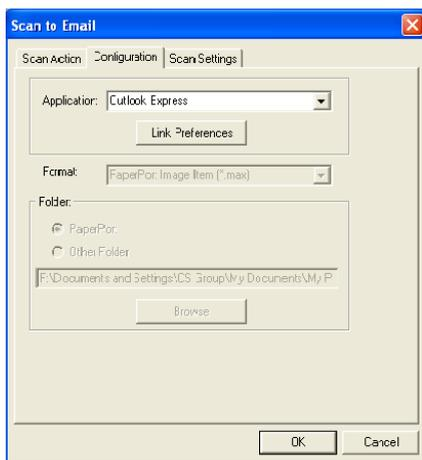 Scan to Email
Scan Action Configuration Scan Settings
Application: Outlook Express
Link Preferences
Format: PaperPort Image Item (*.max)
Folder:
PaperPort
Other Folder
F:\Documents and Settings\CS Group\My Documents\My P
Browse
OK Cancel